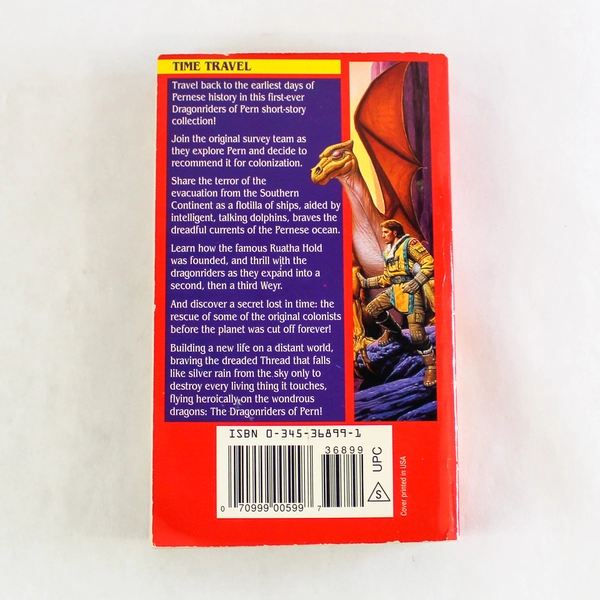 TIME TRAVEL
Travel back to the earliest days of
Pernese history in this first-ever
Dragonriders of Pern short-story
collection!
Join the original survey team as
they explore Pern and decide to
recommend it for colonization.
Share the terror of the
evacuation from the Southern
Continent as a flotilla of ships, aided by
intelligent, talking dolphins, braves the
dreadful currents of the Pernese ocean.
Learn how the famous Ruatha Hold
was founded, and thrill with the
dragonriders as they expand into a
second, then a third Weyr.
And discover a secret lost in time: the
rescue of some of the original colonists
before the planet was cut off forever!
Building a new life on a distant world,
braving the dreaded Thread that falls
like silver rain from the sky only to
destroy every living thing it touches,
flying heroically on the wondrous
dragons: The Dragonriders of Pern!
ISBN 0-345-36899-1
36899
0 70999 00599 7
S UPC
Cover printed in USA